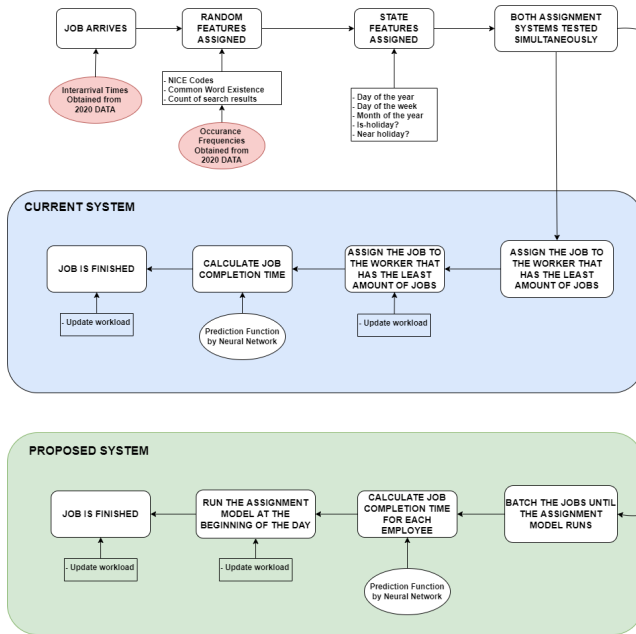 JOB ARRIVES
RANDOM
FEATURES
ASSIGNED
STATE
FEATURES
ASSIGNED
BOTH ASSIGNMENT
SYSTEMS TESTED
SIMULTANEOUSLY
Interarrival Times
Obtained from
2020 DATA
- NICE Codes
- Common Word Existence
- Count of search results
Occurance
Frequencies
Obtained from
2020 DATA
- Day of the year
- Day of the week
- Month of the year
- Is-holiday?
- Near holiday?
CURRENT SYSTEM
JOB IS FINISHED
CALCULATE JOB
COMPLETION TIME
ASSIGN THE JOB TO
THE WORKER THAT
HAS THE LEAST
AMOUNT OF JOBS
ASSIGN THE JOB TO
THE WORKER THAT
HAS THE LEAST
AMOUNT OF JOBS
- Update workload
Prediction Function
by Neural Network
- Update workload
PROPOSED SYSTEM
JOB IS FINISHED
RUN THE ASSIGNMENT
MODEL AT THE
BEGINNING OF THE DAY
CALCULATE JOB
COMPLETION TIME
FOR EACH
EMPLOYEE
BATCH THE JOBS UNTIL
THE ASSIGNMENT
MODEL RUNS
- Update workload
- Update workload
Prediction Function
by Neural Network